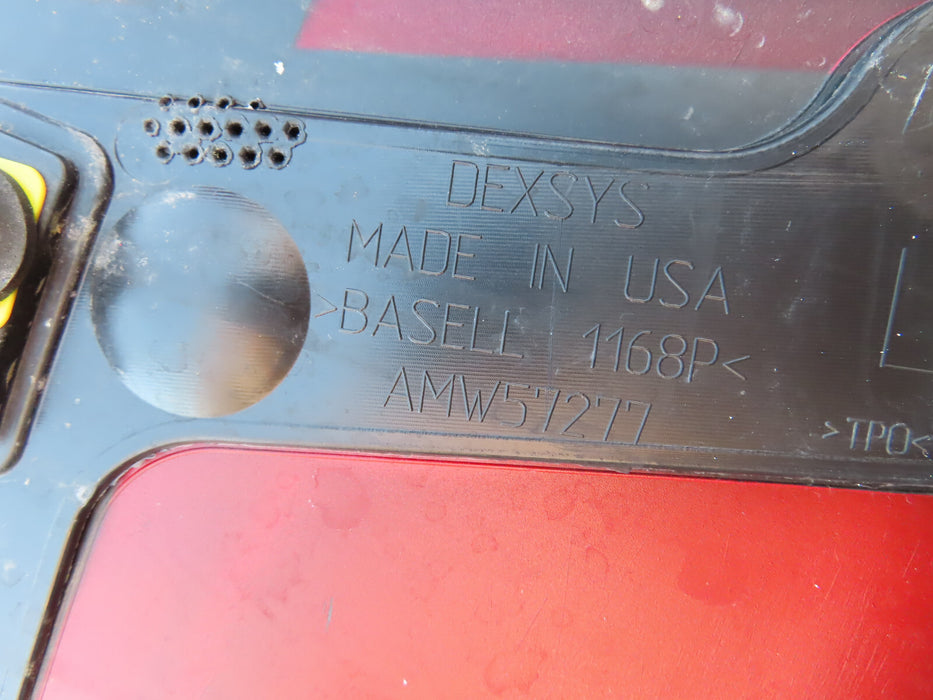 DEXSYS
MADE IN USA
>BASELL 1168P<
AMW57277
>TPO<